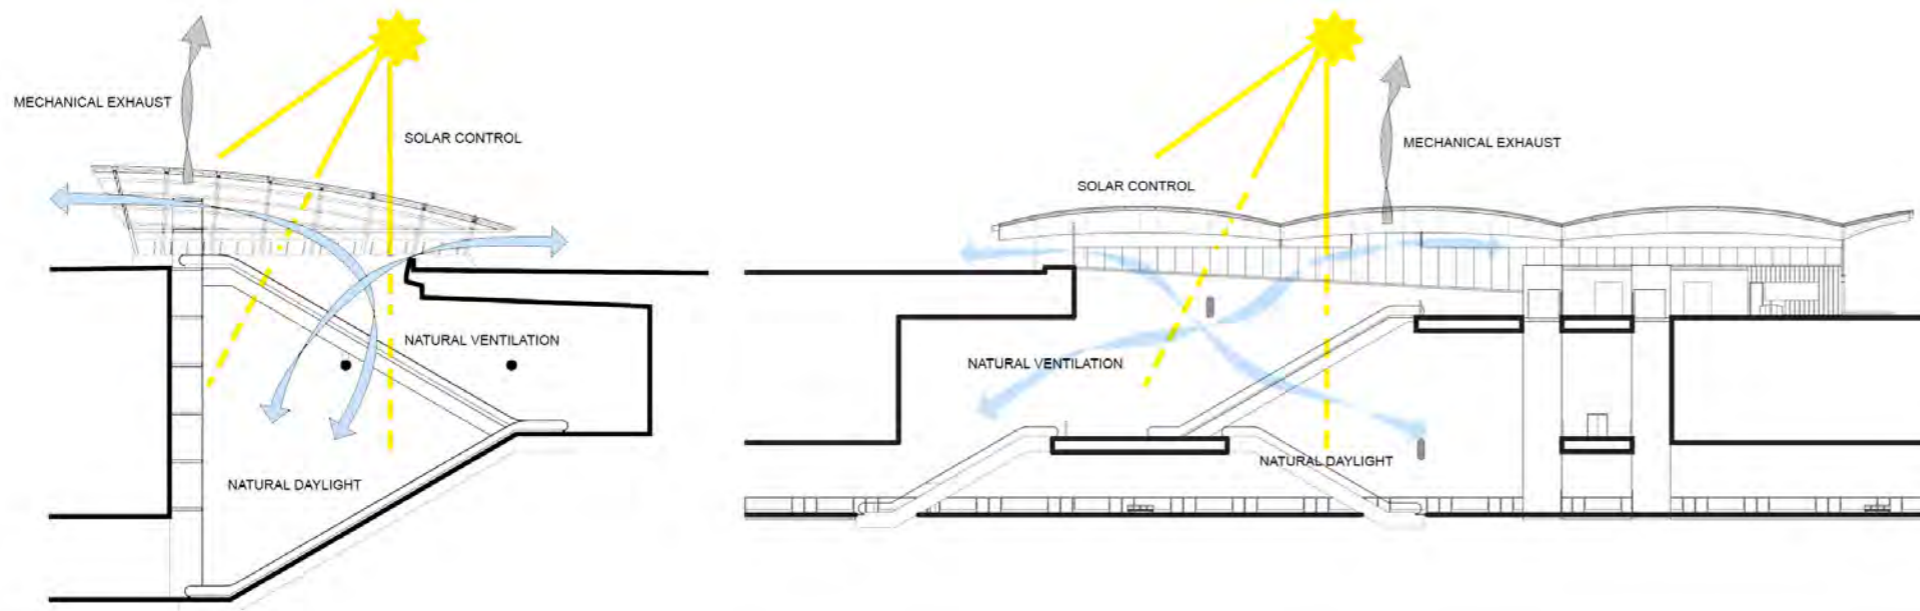 MECHANICAL EXHAUST
SOLAR CONTROL
NATURAL VENTILATION
NATURAL DAYLIGHT
MECHANICAL EXHAUST
SOLAR CONTROL
NATURAL VENTILATION
NATURAL DAYLIGHT